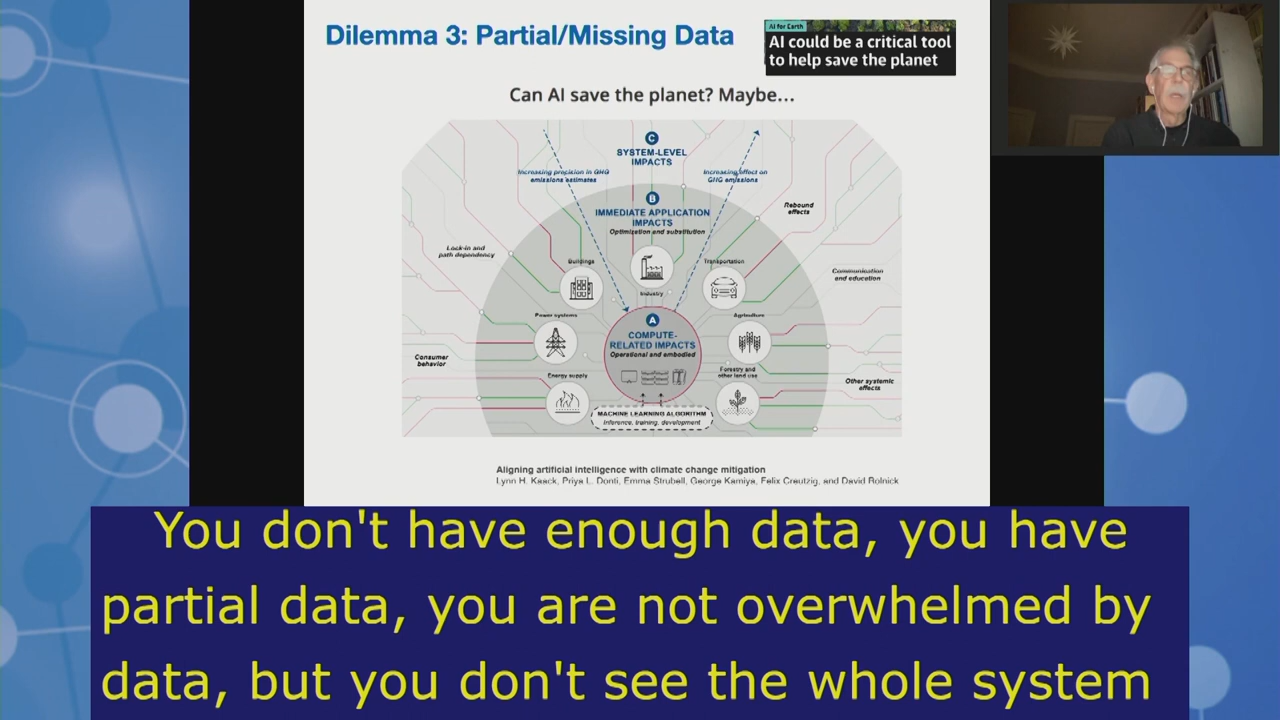 Dilemma 3: Partial/Missing Data
AI for Earth
AI could be a critical tool
to help save the planet
Can AI save the planet? Maybe…
C
SYSTEM-LEVEL
IMPACTS
Increasing precision in GHG
emissions estimates
Increasing effect on
GHG emissions
B
IMMEDIATE APPLICATION
IMPACTS
Optimization and substitution
Rebound
effects
Lock-in and
path dependency
Buildings
Industry
Transportation
Communication
and education
Power systems
A
COMPUTE-
RELATED IMPACTS
Operational and embodied
Agriculture
Consumer
behavior
Energy supply
Forestry and
other land use
Other systemic
effects
MACHINE LEARNING ALGORITHM
Inference, training, development
Aligning artificial intelligence with climate change mitigation
Lynn H. Kaack, Priya L. Donti, Emma Strubell, George Kamiya, Felix Creutzig, and David Rolnick
You don't have enough data, you have
partial data, you are not overwhelmed by
data, but you don't see the whole system